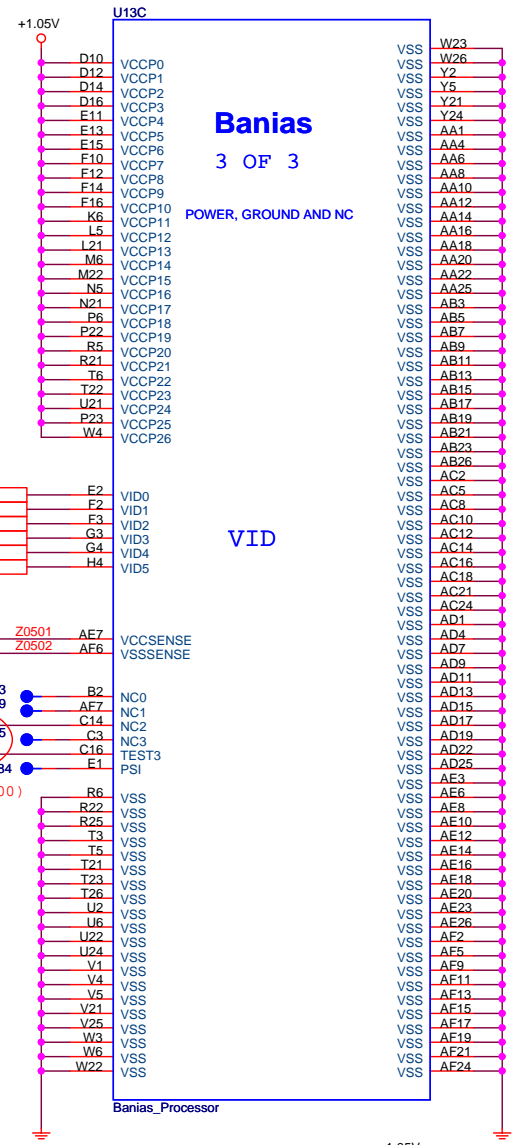 U13C
+1.05V
Banias
3 OF 3
POWER, GROUND AND NC
D10 VCCP0
D12 VCCP1
D14 VCCP2
D16 VCCP3
E11 VCCP4
E13 VCCP5
E15 VCCP6
F10 VCCP7
F12 VCCP8
F14 VCCP9
F16 VCCP10
K6 VCCP11
L5 VCCP12
L21 VCCP13
M6 VCCP14
M22 VCCP15
N5 VCCP16
N21 VCCP17
P6 VCCP18
P22 VCCP19
R5 VCCP20
R21 VCCP21
T6 VCCP22
T22 VCCP23
U21 VCCP24
P23 VCCP25
W4 VCCP26
E2 VID0
F2 VID1
F3 VID2
G3 VID3
G4 VID4
H4 VID5
VID
Z0501 AE7 VCCSENSE
Z0502 AF6 VSSSENSE
3 B2 NC0
9 AF7 NC1
C14 NC2
5 C3 NC3
C16 TEST3
34 E1 PSI
00)
R6 VSS
R22 VSS
R25 VSS
T3 VSS
T5 VSS
T21 VSS
T23 VSS
T26 VSS
U2 VSS
U6 VSS
U22 VSS
U24 VSS
V1 VSS
V4 VSS
V5 VSS
V21 VSS
V25 VSS
W3 VSS
W6 VSS
W22 VSS
VSS W23
VSS W26
VSS Y2
VSS Y5
VSS Y21
VSS Y24
VSS AA1
VSS AA4
VSS AA6
VSS AA8
VSS AA10
VSS AA12
VSS AA14
VSS AA16
VSS AA18
VSS AA20
VSS AA22
VSS AA25
VSS AB3
VSS AB5
VSS AB7
VSS AB9
VSS AB11
VSS AB13
VSS AB15
VSS AB17
VSS AB19
VSS AB21
VSS AB23
VSS AB26
VSS AC2
VSS AC5
VSS AC8
VSS AC10
VSS AC12
VSS AC14
VSS AC16
VSS AC18
VSS AC21
VSS AC24
VSS AD1
VSS AD4
VSS AD7
VSS AD9
VSS AD11
VSS AD13
VSS AD15
VSS AD17
VSS AD19
VSS AD22
VSS AD25
VSS AE3
VSS AE6
VSS AE8
VSS AE10
VSS AE12
VSS AE14
VSS AE16
VSS AE18
VSS AE20
VSS AE23
VSS AE26
VSS AF2
VSS AF5
VSS AF9
VSS AF11
VSS AF13
VSS AF15
VSS AF17
VSS AF19
VSS AF21
VSS AF24
Banias_Processor